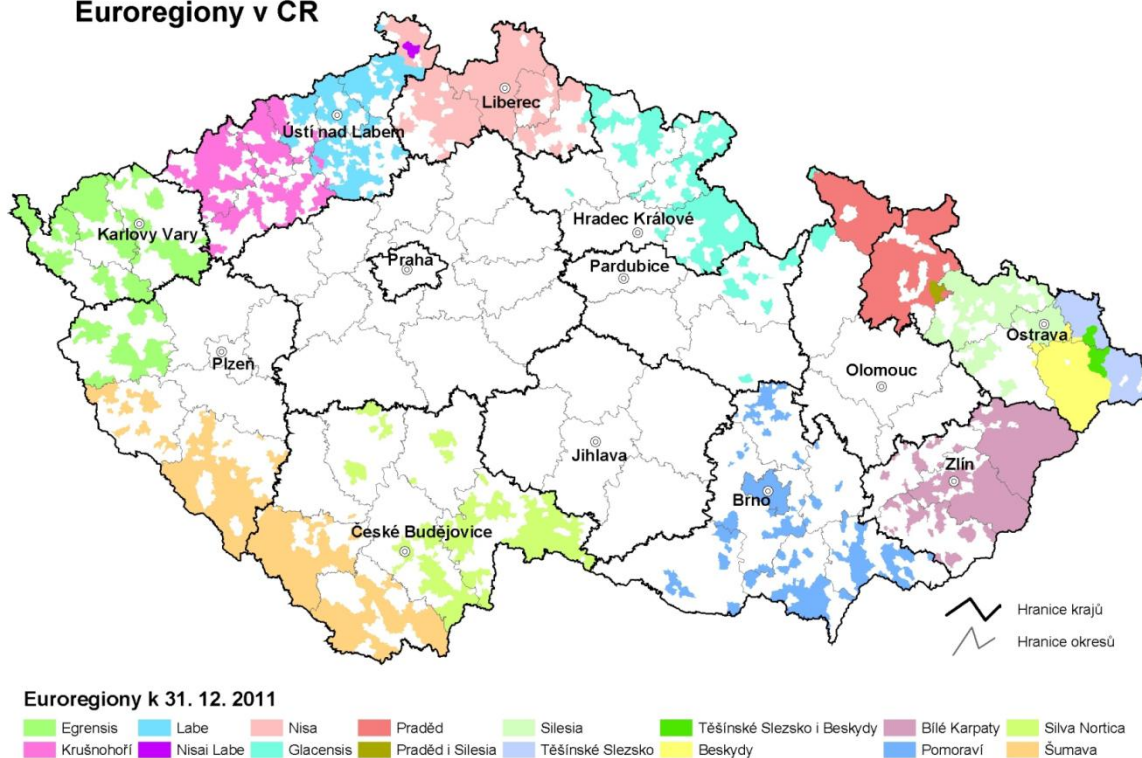 Euroregiony v ČR
Liberec
Ústí nad Labem
Karlovy Vary
Hradec Králové
Praha
Pardubice
Ostrava
Plzeň
Olomouc
Jihlava
Zlín
Brno
České Budějovice
Hranice krajů
Hranice okresů
Euroregiony k 31. 12. 2011
Egrensis Labe Nisa Praděd Silesia Těšínské Slezsko i Beskydy Bílé Karpaty Silva Nortica
Krušnohoří Nisai Labe Glacensis Praděd i Silesia Těšínské Slezsko Beskydy Pomoraví Šumava